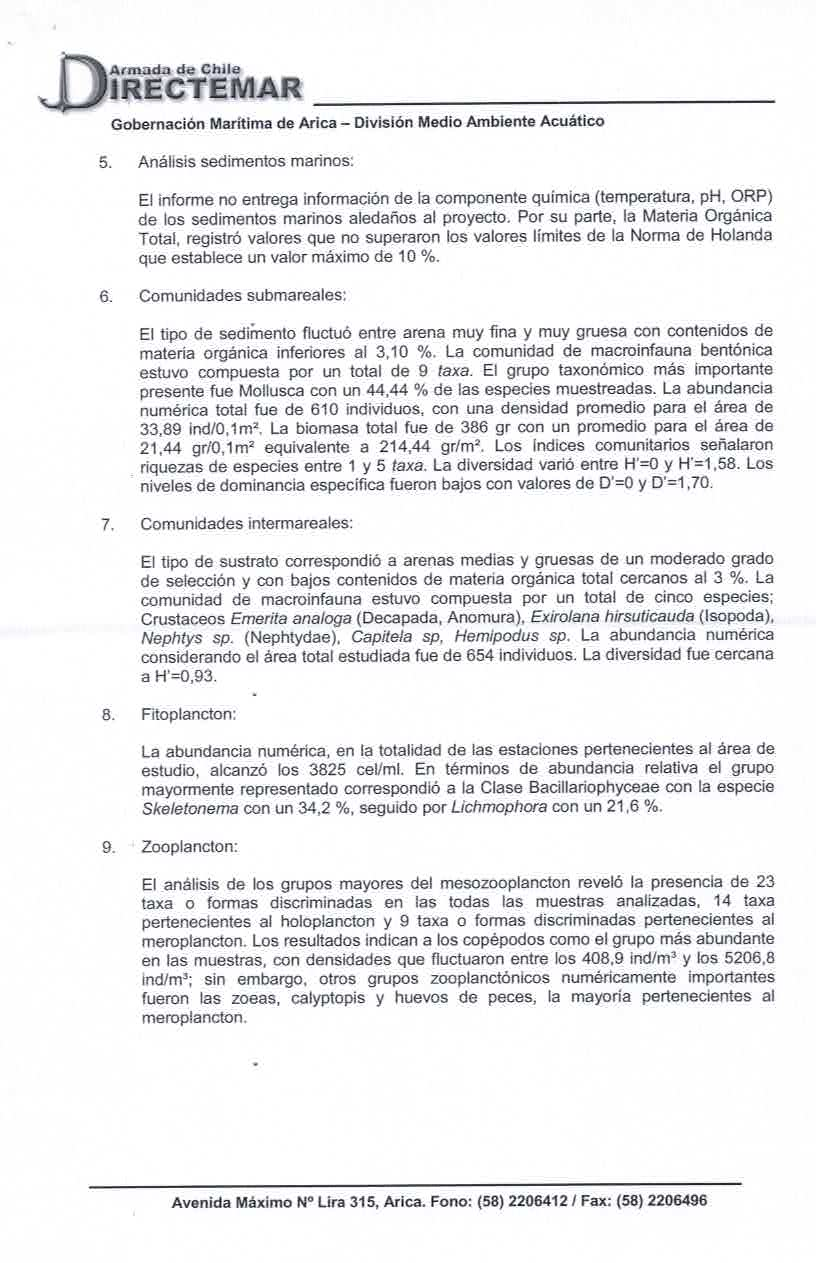 Armada de Chile
DIRECTEMAR
Gobernación Marítima de Arica – División Medio Ambiente Acuático
5. Análisis sedimentos marinos:
El informe no entrega información de la componente química (temperatura, pH, ORP)
de los sedimentos marinos aledaños al proyecto. Por su parte, la Materia Orgánica
Total, registró valores que no superaron los valores límites de la Norma de Holanda
que establece un valor máximo de 10 %.
6. Comunidades submareales:
El tipo de sedimento fluctuó entre arena muy fina y muy gruesa con contenidos de
materia orgánica inferiores al 3,10 %. La comunidad de macroinfauna bentónica
estuvo compuesta por un total de 9 taxa. El grupo taxonómico más importante
presente fue Mollusca con un 44,44 % de las especies muestreadas. La abundancia
numérica total fue de 610 individuos, con una densidad promedio para el área de
33,89 ind/0,1m². La biomasa total fue de 386 gr con un promedio para el área de
21,44 gr/0,1m² equivalente a 214,44 gr/m². Los índices comunitarios señalaron
riquezas de especies entre 1 y 5 taxa. La diversidad varió entre H'=0 y H'=1,58. Los
niveles de dominancia específica fueron bajos con valores de D'=0 y D'=1,70.
7. Comunidades intermareales:
El tipo de sustrato correspondió a arenas medias y gruesas de un moderado grado
de selección y con bajos contenidos de materia orgánica total cercanos al 3 %. La
comunidad de macroinfauna estuvo compuesta por un total de cinco especies;
Crustaceos Emerita analoga (Decapada, Anomura), Exirolana hirsuticauda (Isopoda),
Nephtys sp. (Nephtydae), Capitela sp, Hemipodus sp. La abundancia numérica
considerando el área total estudiada fue de 654 individuos. La diversidad fue cercana
a H'=0,93.
8. Fitoplancton:
La abundancia numérica, en la totalidad de las estaciones pertenecientes al área de
estudio, alcanzó los 3825 cel/ml. En términos de abundancia relativa el grupo
mayormente representado correspondió a la Clase Bacillariophyceae con la especie
Skeletonema con un 34,2 %, seguido por Lichmophora con un 21,6 %.
9. Zooplancton:
El análisis de los grupos mayores del mesozooplancton reveló la presencia de 23
taxa o formas discriminadas en las todas las muestras analizadas, 14 taxa
pertenecientes al holoplancton y 9 taxa o formas discriminadas pertenecientes al
meroplancton. Los resultados indican a los copépodos como el grupo más abundante
en las muestras, con densidades que fluctuaron entre los 408,9 ind/m³ y los 5206,8
ind/m³; sin embargo, otros grupos zooplanctónicos numéricamente importantes
fueron las zoeas, calyptopis y huevos de peces, la mayoría pertenecientes al
meroplancton.
Avenida Máximo Nº Lira 315, Arica. Fono: (58) 2206412 / Fax: (58) 2206496